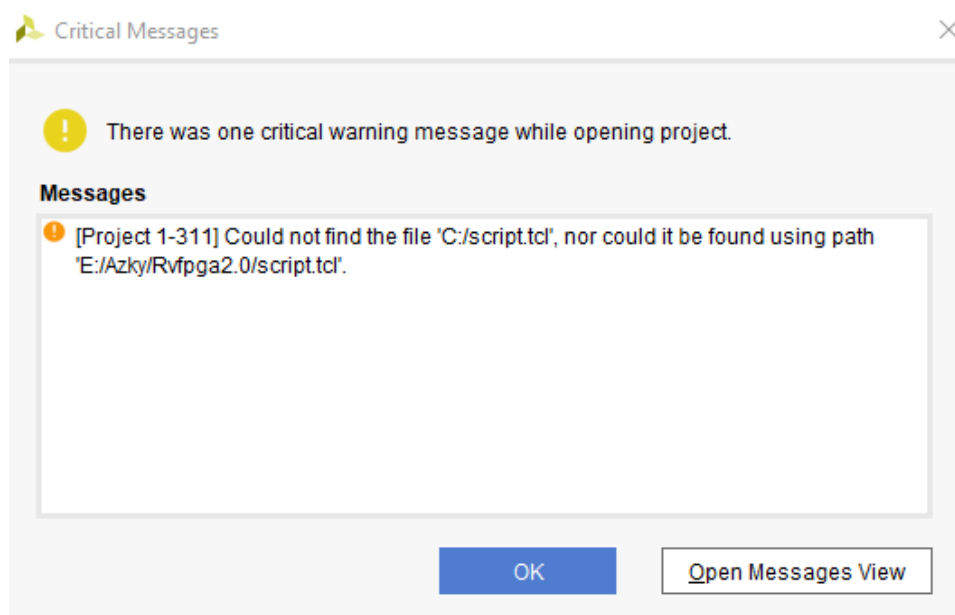 Critical Messages
There was one critical warning message while opening project.
Messages
[Project 1-311] Could not find the file 'C:/script.tcl', nor could it be found using path
'E:/Azky/Rvfpga2.0/script.tcl'.
OK
Open Messages View